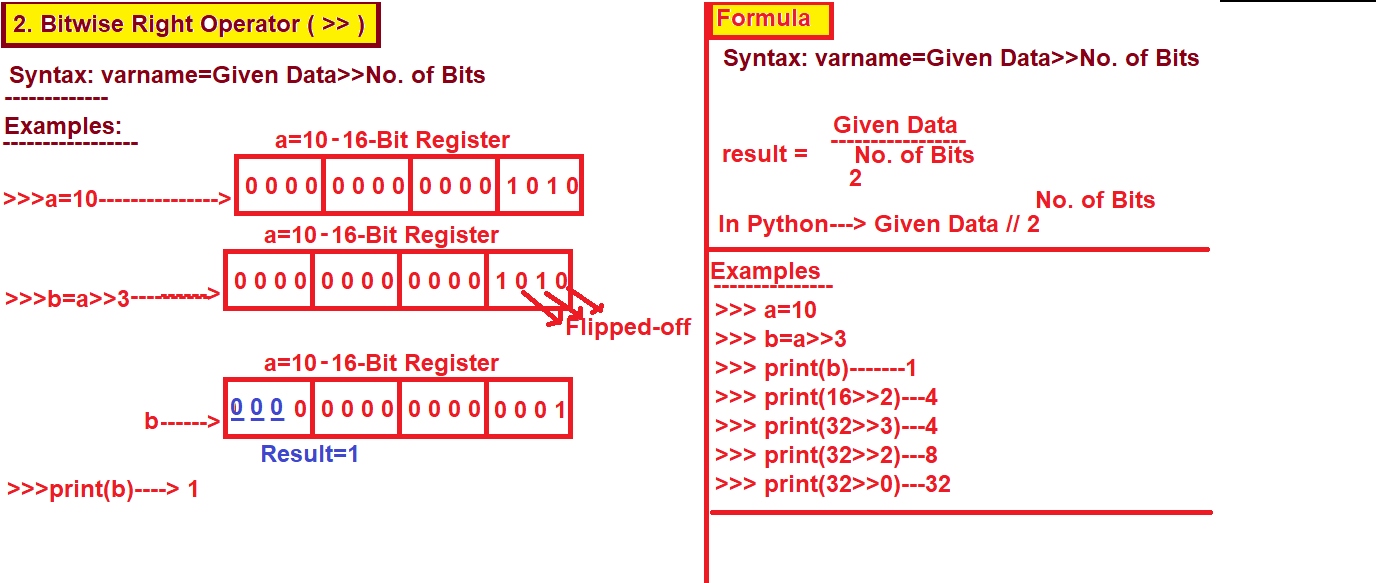 2. Bitwise Right Operator ( >> )
Syntax: varname=Given Data>>No. of Bits
-------------
Examples:
-----------------
a=10-16-Bit Register
>>>a=10--------------->
0 0 0 0 0 0 0 0 0 0 0 0 1 0 1 0
a=10-16-Bit Register
>>>b=a>>3---------->
0 0 0 0 0 0 0 0 0 0 0 0 1 0 1 0
Flipped-off
a=10-16-Bit Register
b------>
0 0 0 0 0 0 0 0 0 0 0 0 0 0 0 1
Result=1
>>>print(b)----> 1
Formula
Syntax: varname=Given Data>>No. of Bits
Given Data
-----------------
result =
No. of Bits
2
No. of Bits
In Python---> Given Data // 2
Examples
---------------
>>> a=10
>>> b=a>>3
>>> print(b)-------1
>>> print(16>>2)---4
>>> print(32>>3)---4
>>> print(32>>2)---8
>>> print(32>>0)---32